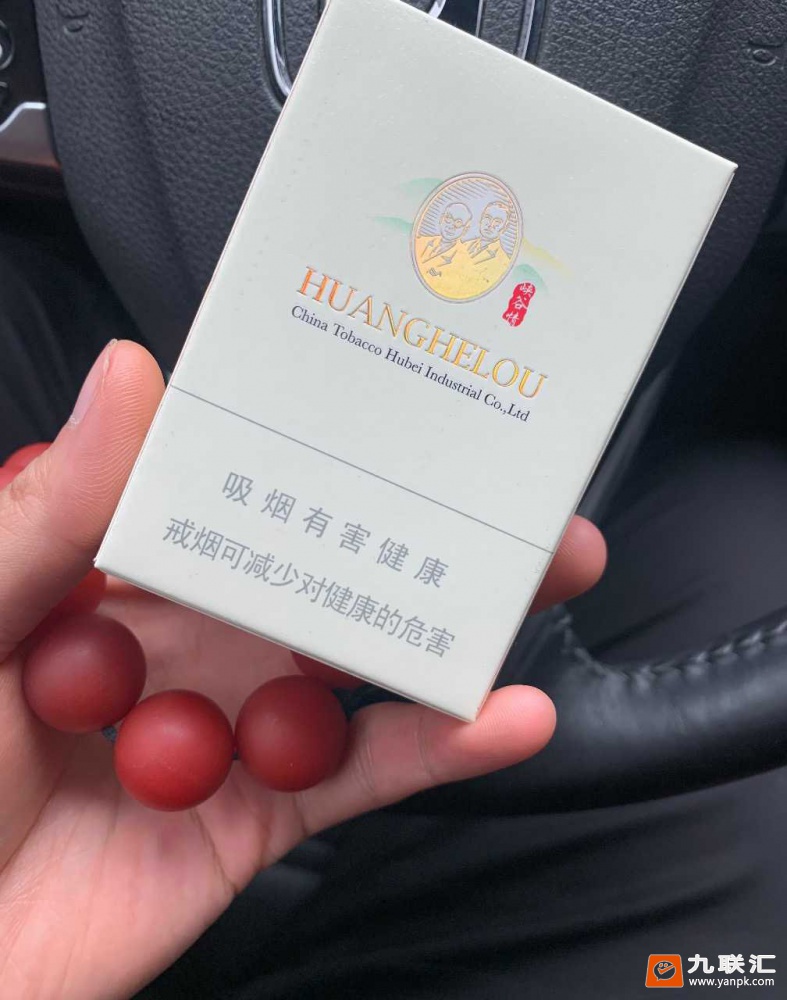 峡谷情
HUANGHELOU
China Tobacco Hubei Industrial Co.,Ltd
吸烟有害健康
戒烟可减少对健康的危害
九联汇
www.yanpk.com